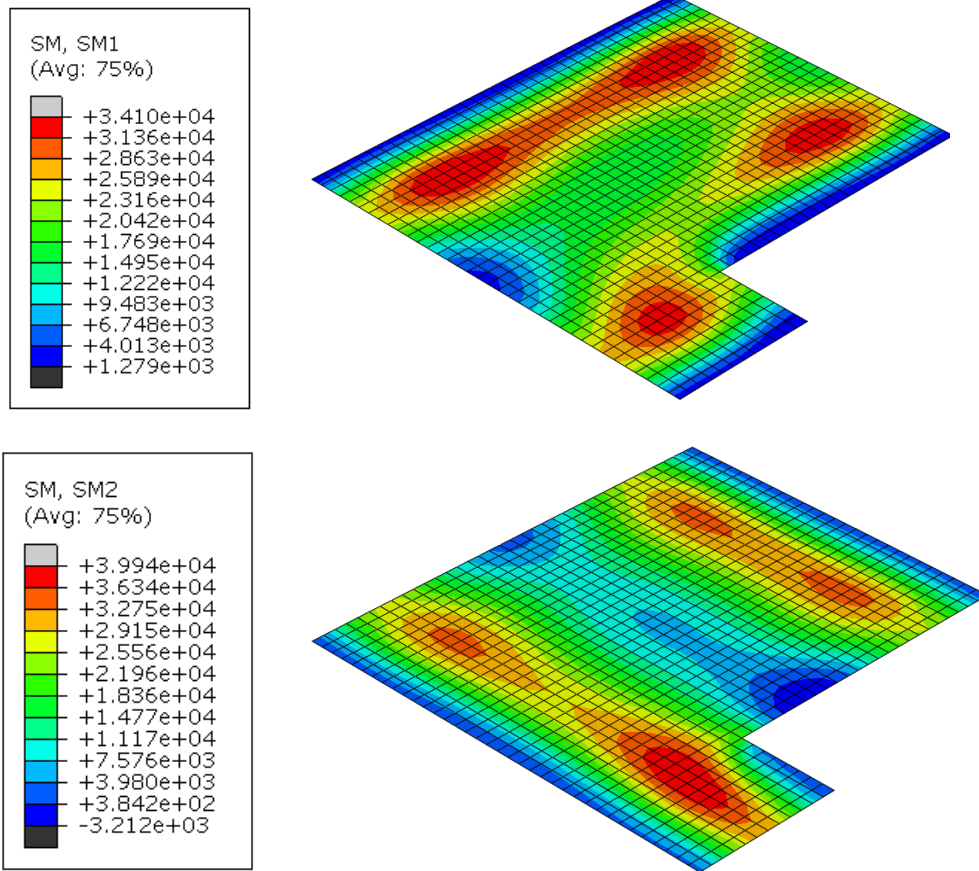 SM, SM1
(Avg: 75%)
+3.410e+04
+3.136e+04
+2.863e+04
+2.589e+04
+2.316e+04
+2.042e+04
+1.769e+04
+1.495e+04
+1.222e+04
+9.483e+03
+6.748e+03
+4.013e+03
+1.279e+03
SM, SM2
(Avg: 75%)
+3.994e+04
+3.634e+04
+3.275e+04
+2.915e+04
+2.556e+04
+2.196e+04
+1.836e+04
+1.477e+04
+1.117e+04
+7.576e+03
+3.980e+03
+3.842e+02
-3.212e+03